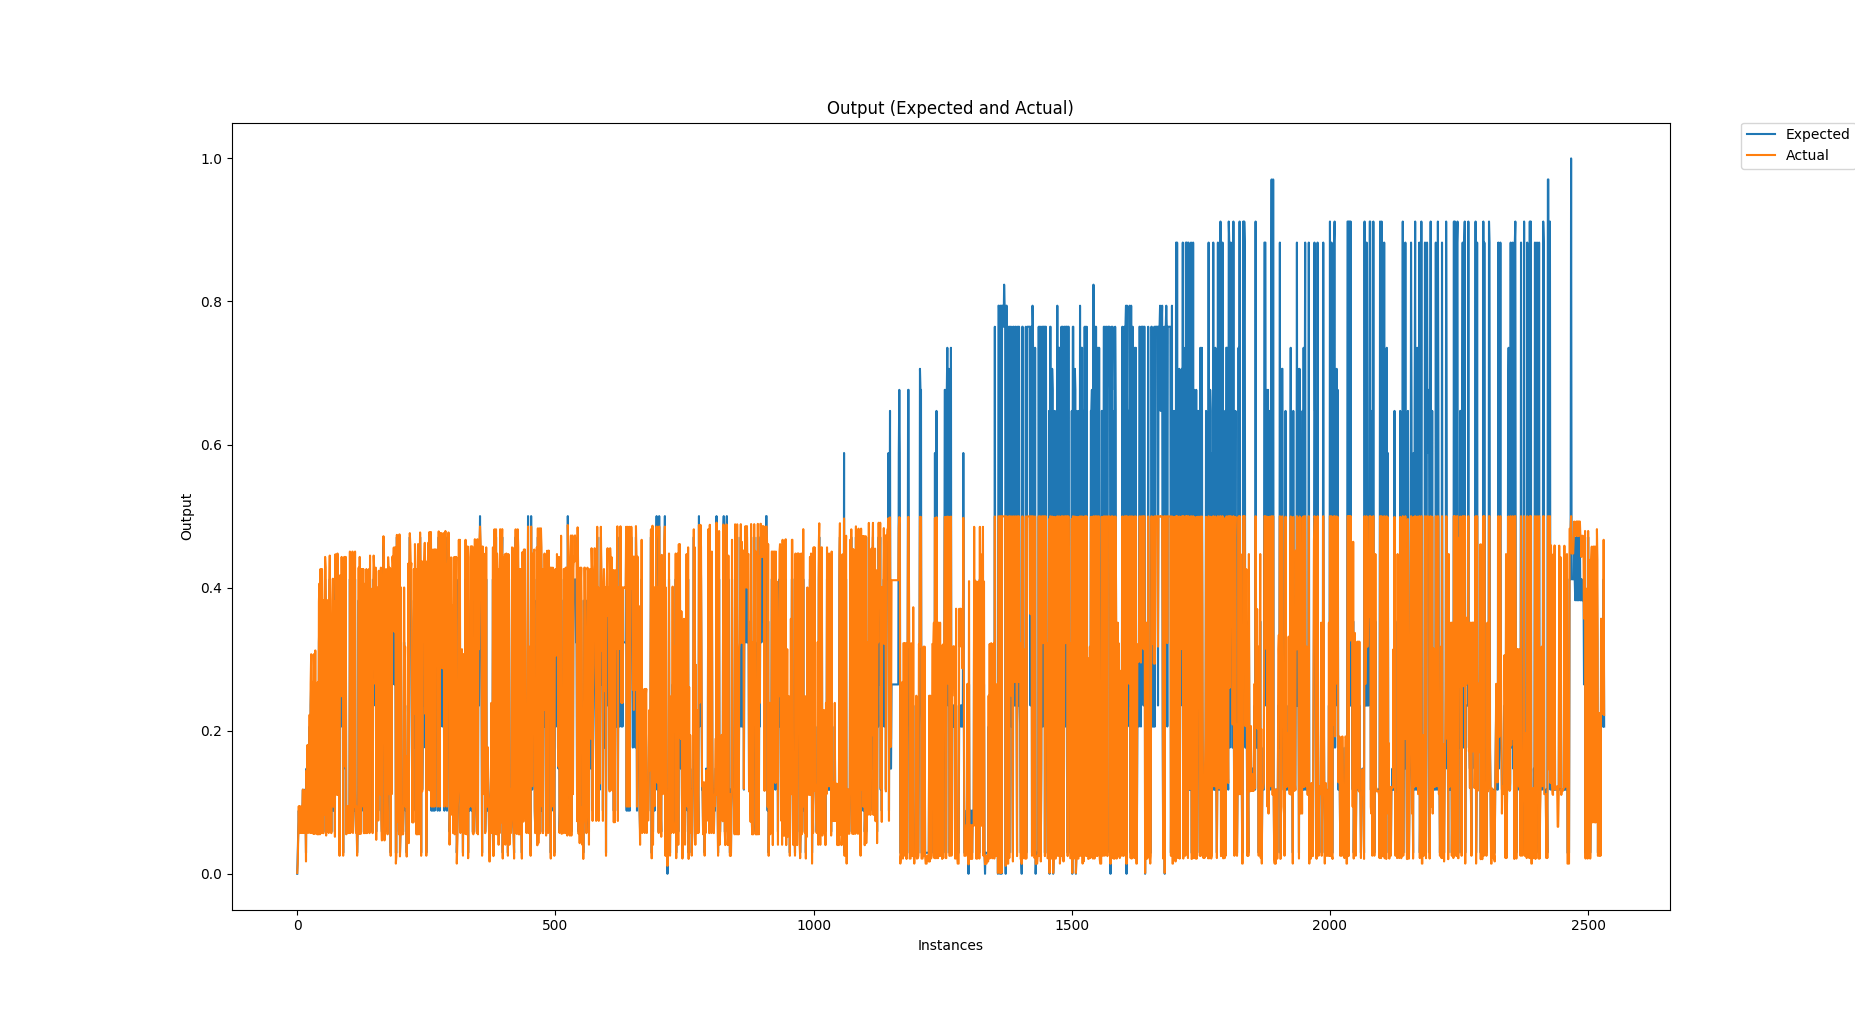 Output (Expected and Actual)
Expected
Actual
1.0
0.8
0.6
0.4
0.2
0.0
Output
0 500 1000 1500 2000 2500
Instances